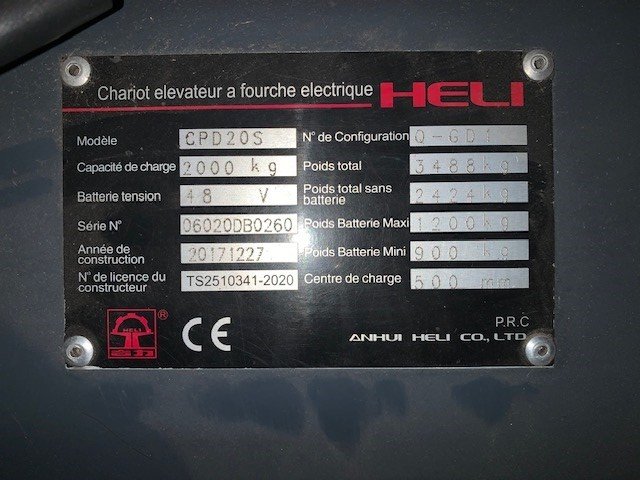 Chariot elevateur a fourche electrique HELI
Modèle CPD20S N° de Configuration Q-GD1
Capacité de charge 2000 kg Poids total 3488kg
Batterie tension 48 V Poids total sans batterie 2424kg
Série N° 06020DB0260 Poids Batterie Maxi 1200kg
Année de construction 20171227 Poids Batterie Mini 900 kg
N° de licence du constructeur TS2510341-2020 Centre de charge 500 mm
HELI ®
合力
CE
P.R.C
ANHUI HELI CO., LTD